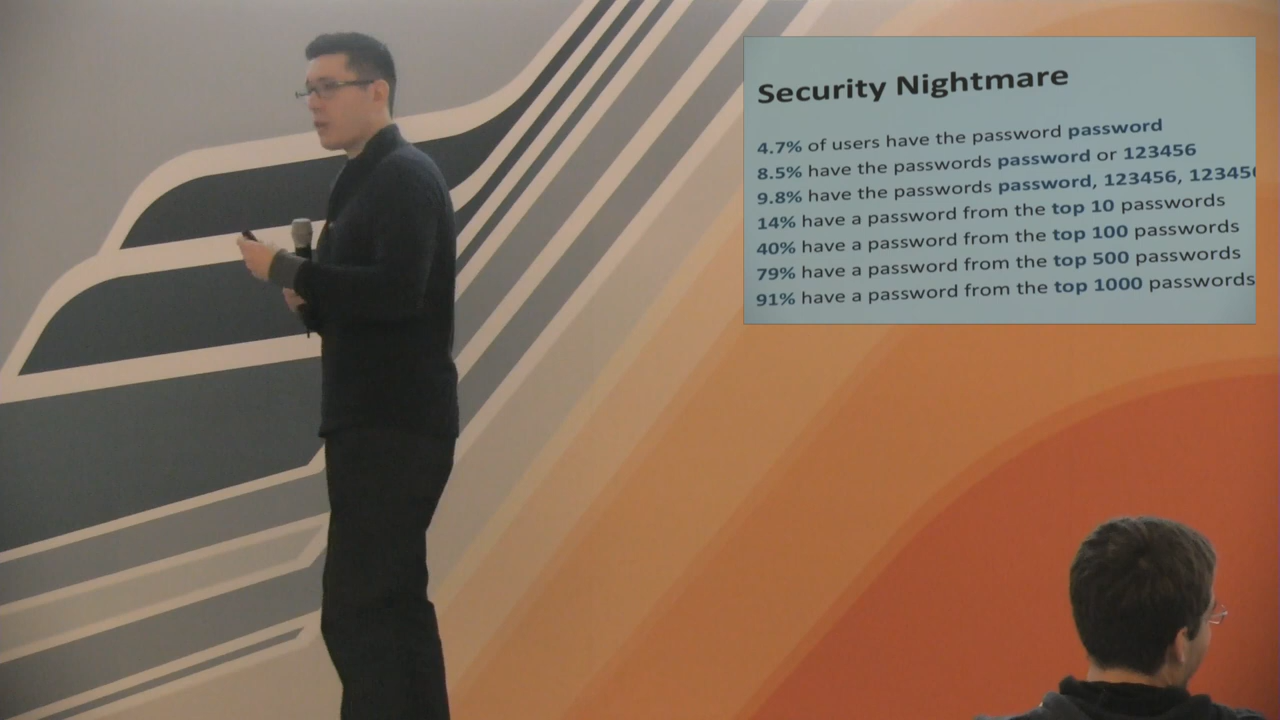 Security Nightmare
4.7% of users have the password password
8.5% have the passwords password or 123456
9.8% have the passwords password, 123456, 123456
14% have a password from the top 10 passwords
40% have a password from the top 100 passwords
79% have a password from the top 500 passwords
91% have a password from the top 1000 passwords